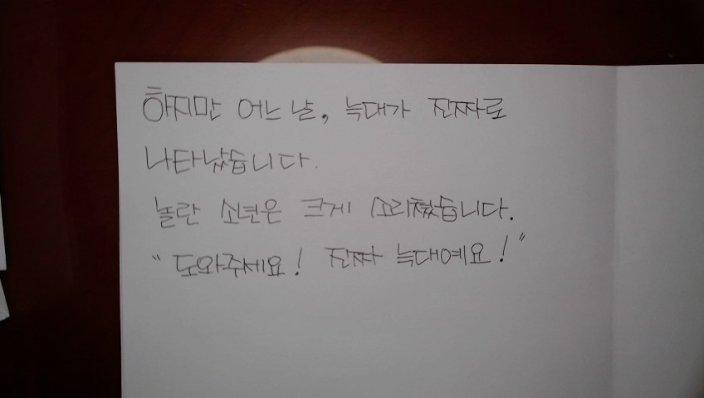 하지만 어느 날, 늑대가 진짜로
나타났습니다.
놀란 소년은 크게 소리쳤습니다.
"도와주세요! 진짜 늑대예요!"